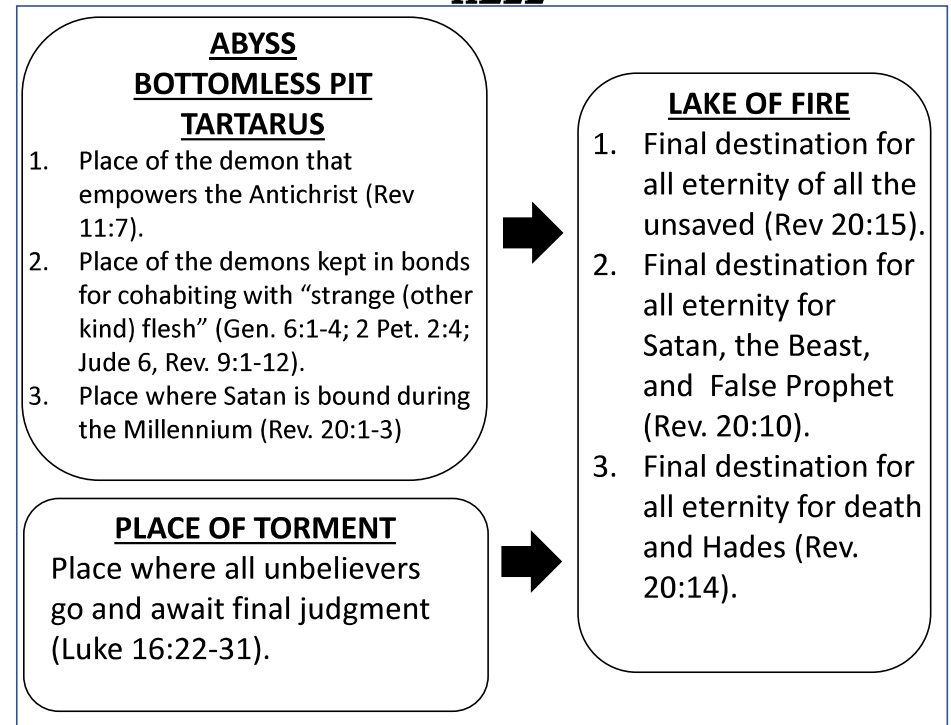 ABYSS
BOTTOMLESS PIT
TARTARUS
1. Place of the demon that
empowers the Antichrist (Rev
11:7).
2. Place of the demons kept in bonds
for cohabiting with “strange (other
kind) flesh” (Gen. 6:1-4; 2 Pet. 2:4;
Jude 6, Rev. 9:1-12).
3. Place where Satan is bound during
the Millennium (Rev. 20:1-3)
PLACE OF TORMENT
Place where all unbelievers
go and await final judgment
(Luke 16:22-31).
LAKE OF FIRE
1. Final destination for
all eternity of all the
unsaved (Rev 20:15).
2. Final destination for
all eternity for
Satan, the Beast,
and  False Prophet
(Rev. 20:10).
3. Final destination for
all eternity for death
and Hades (Rev.
20:14).